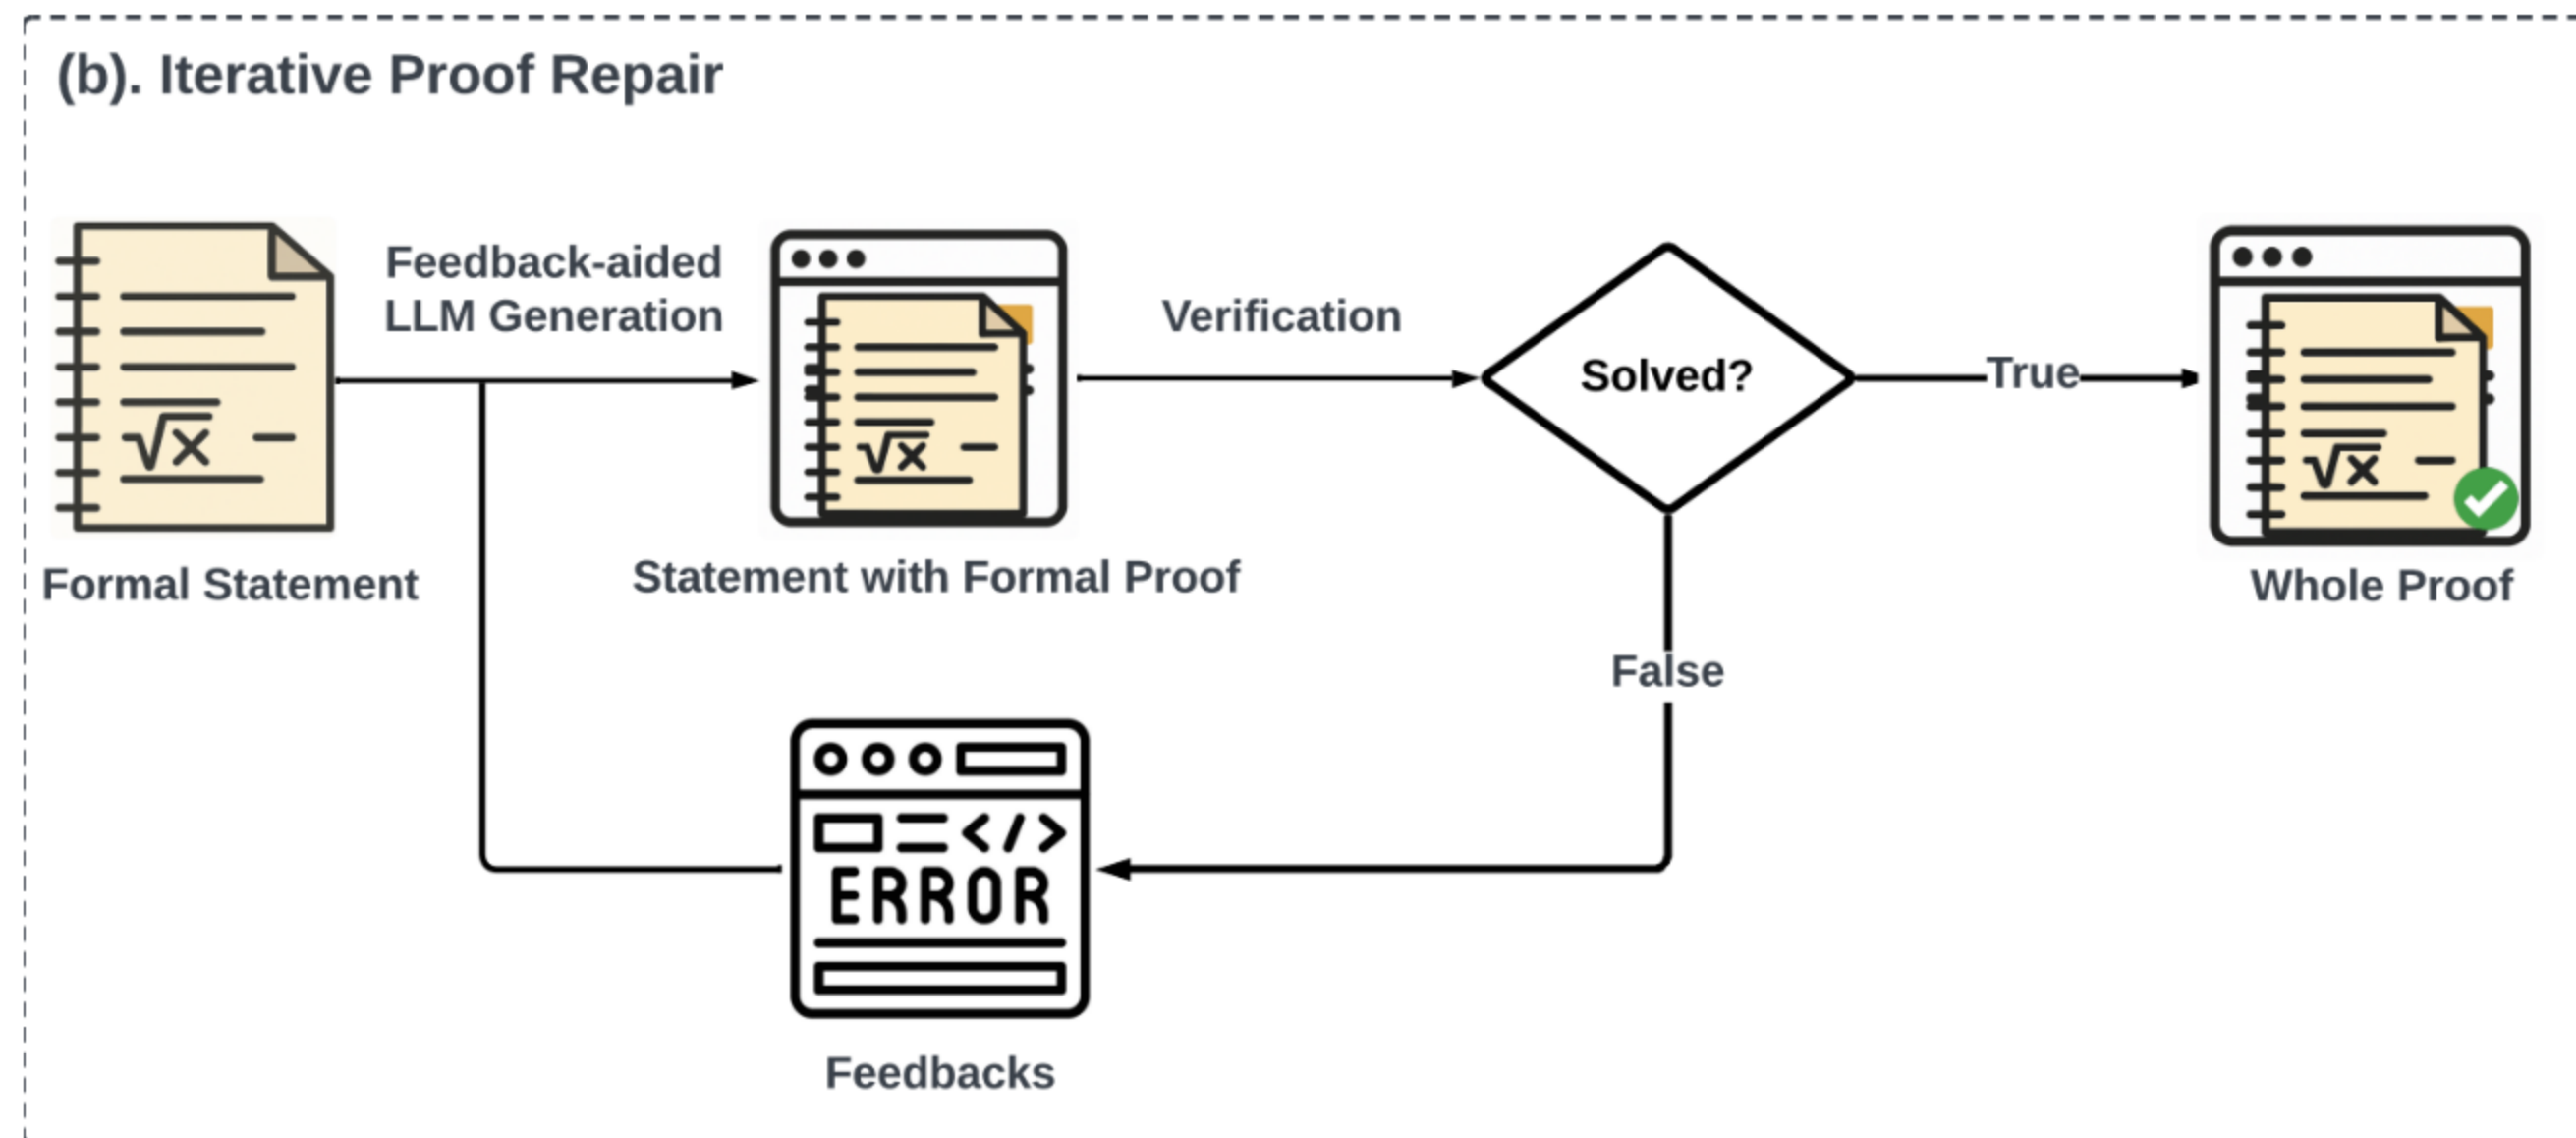 (b). Iterative Proof Repair
Feedback-aided
LLM Generation
Verification
Solved?
True
√x
√x
√x
Formal Statement
Statement with Formal Proof
Whole Proof
False
</>
ERROR
Feedbacks